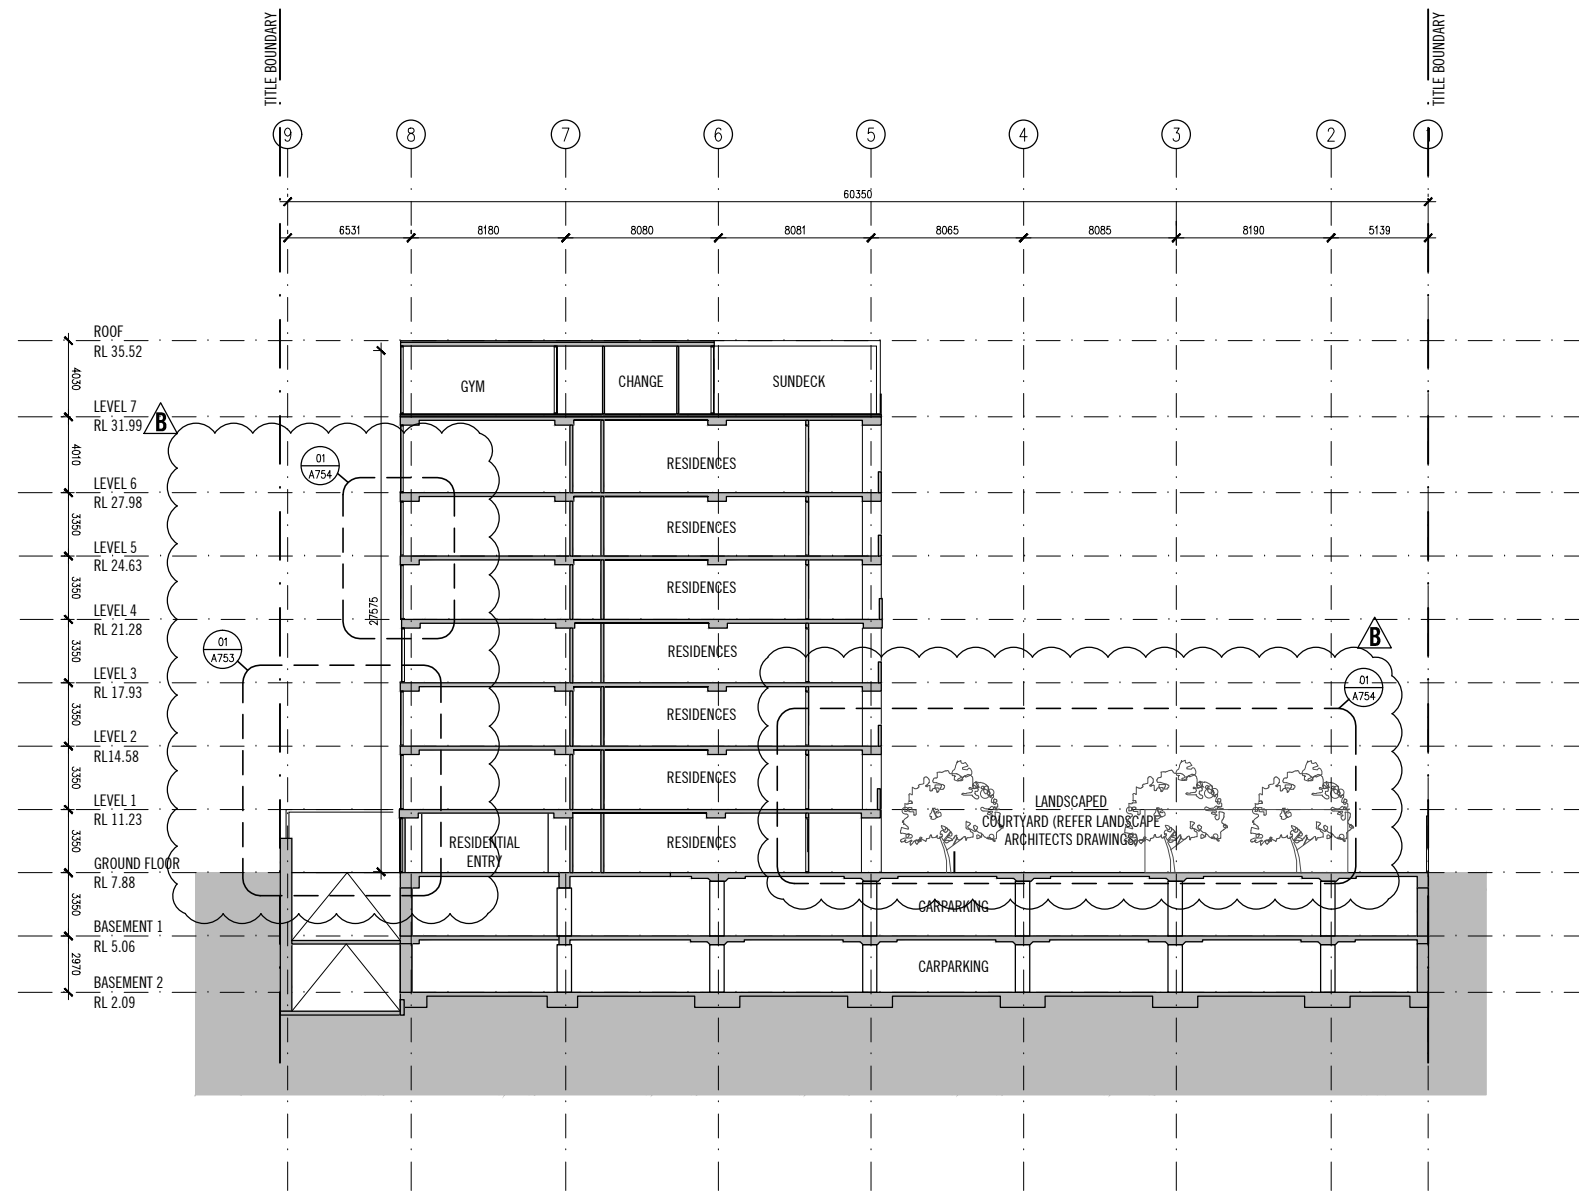 TITLE BOUNDARY
TITLE BOUNDARY
9
8
7
6
5
4
3
2
60350
6531
8180
8080
8081
8065
8085
8190
5139
ROOF
RL 35.52
4030
GYM
CHANGE
SUNDECK
LEVEL 7
RL 31.99
B
4010
01
A754
RESIDENCES
LEVEL 6
RL 27.98
3350
RESIDENCES
LEVEL 5
RL 24.63
3350
RESIDENCES
27575
LEVEL 4
RL 21.28
3350
01
A753
RESIDENCES
B
LEVEL 3
RL 17.93
3350
01
A754
RESIDENCES
LEVEL 2
RL14.58
3350
RESIDENCES
LEVEL 1
RL 11.23
3350
LANDSCAPED
COURTYARD (REFER LANDSCAPE
ARCHITECTS DRAWINGS)
RESIDENTIAL
ENTRY
RESIDENCES
GROUND FLOOR
RL 7.88
3350
CARPARKING
BASEMENT 1
RL 5.06
2970
CARPARKING
BASEMENT 2
RL 2.09